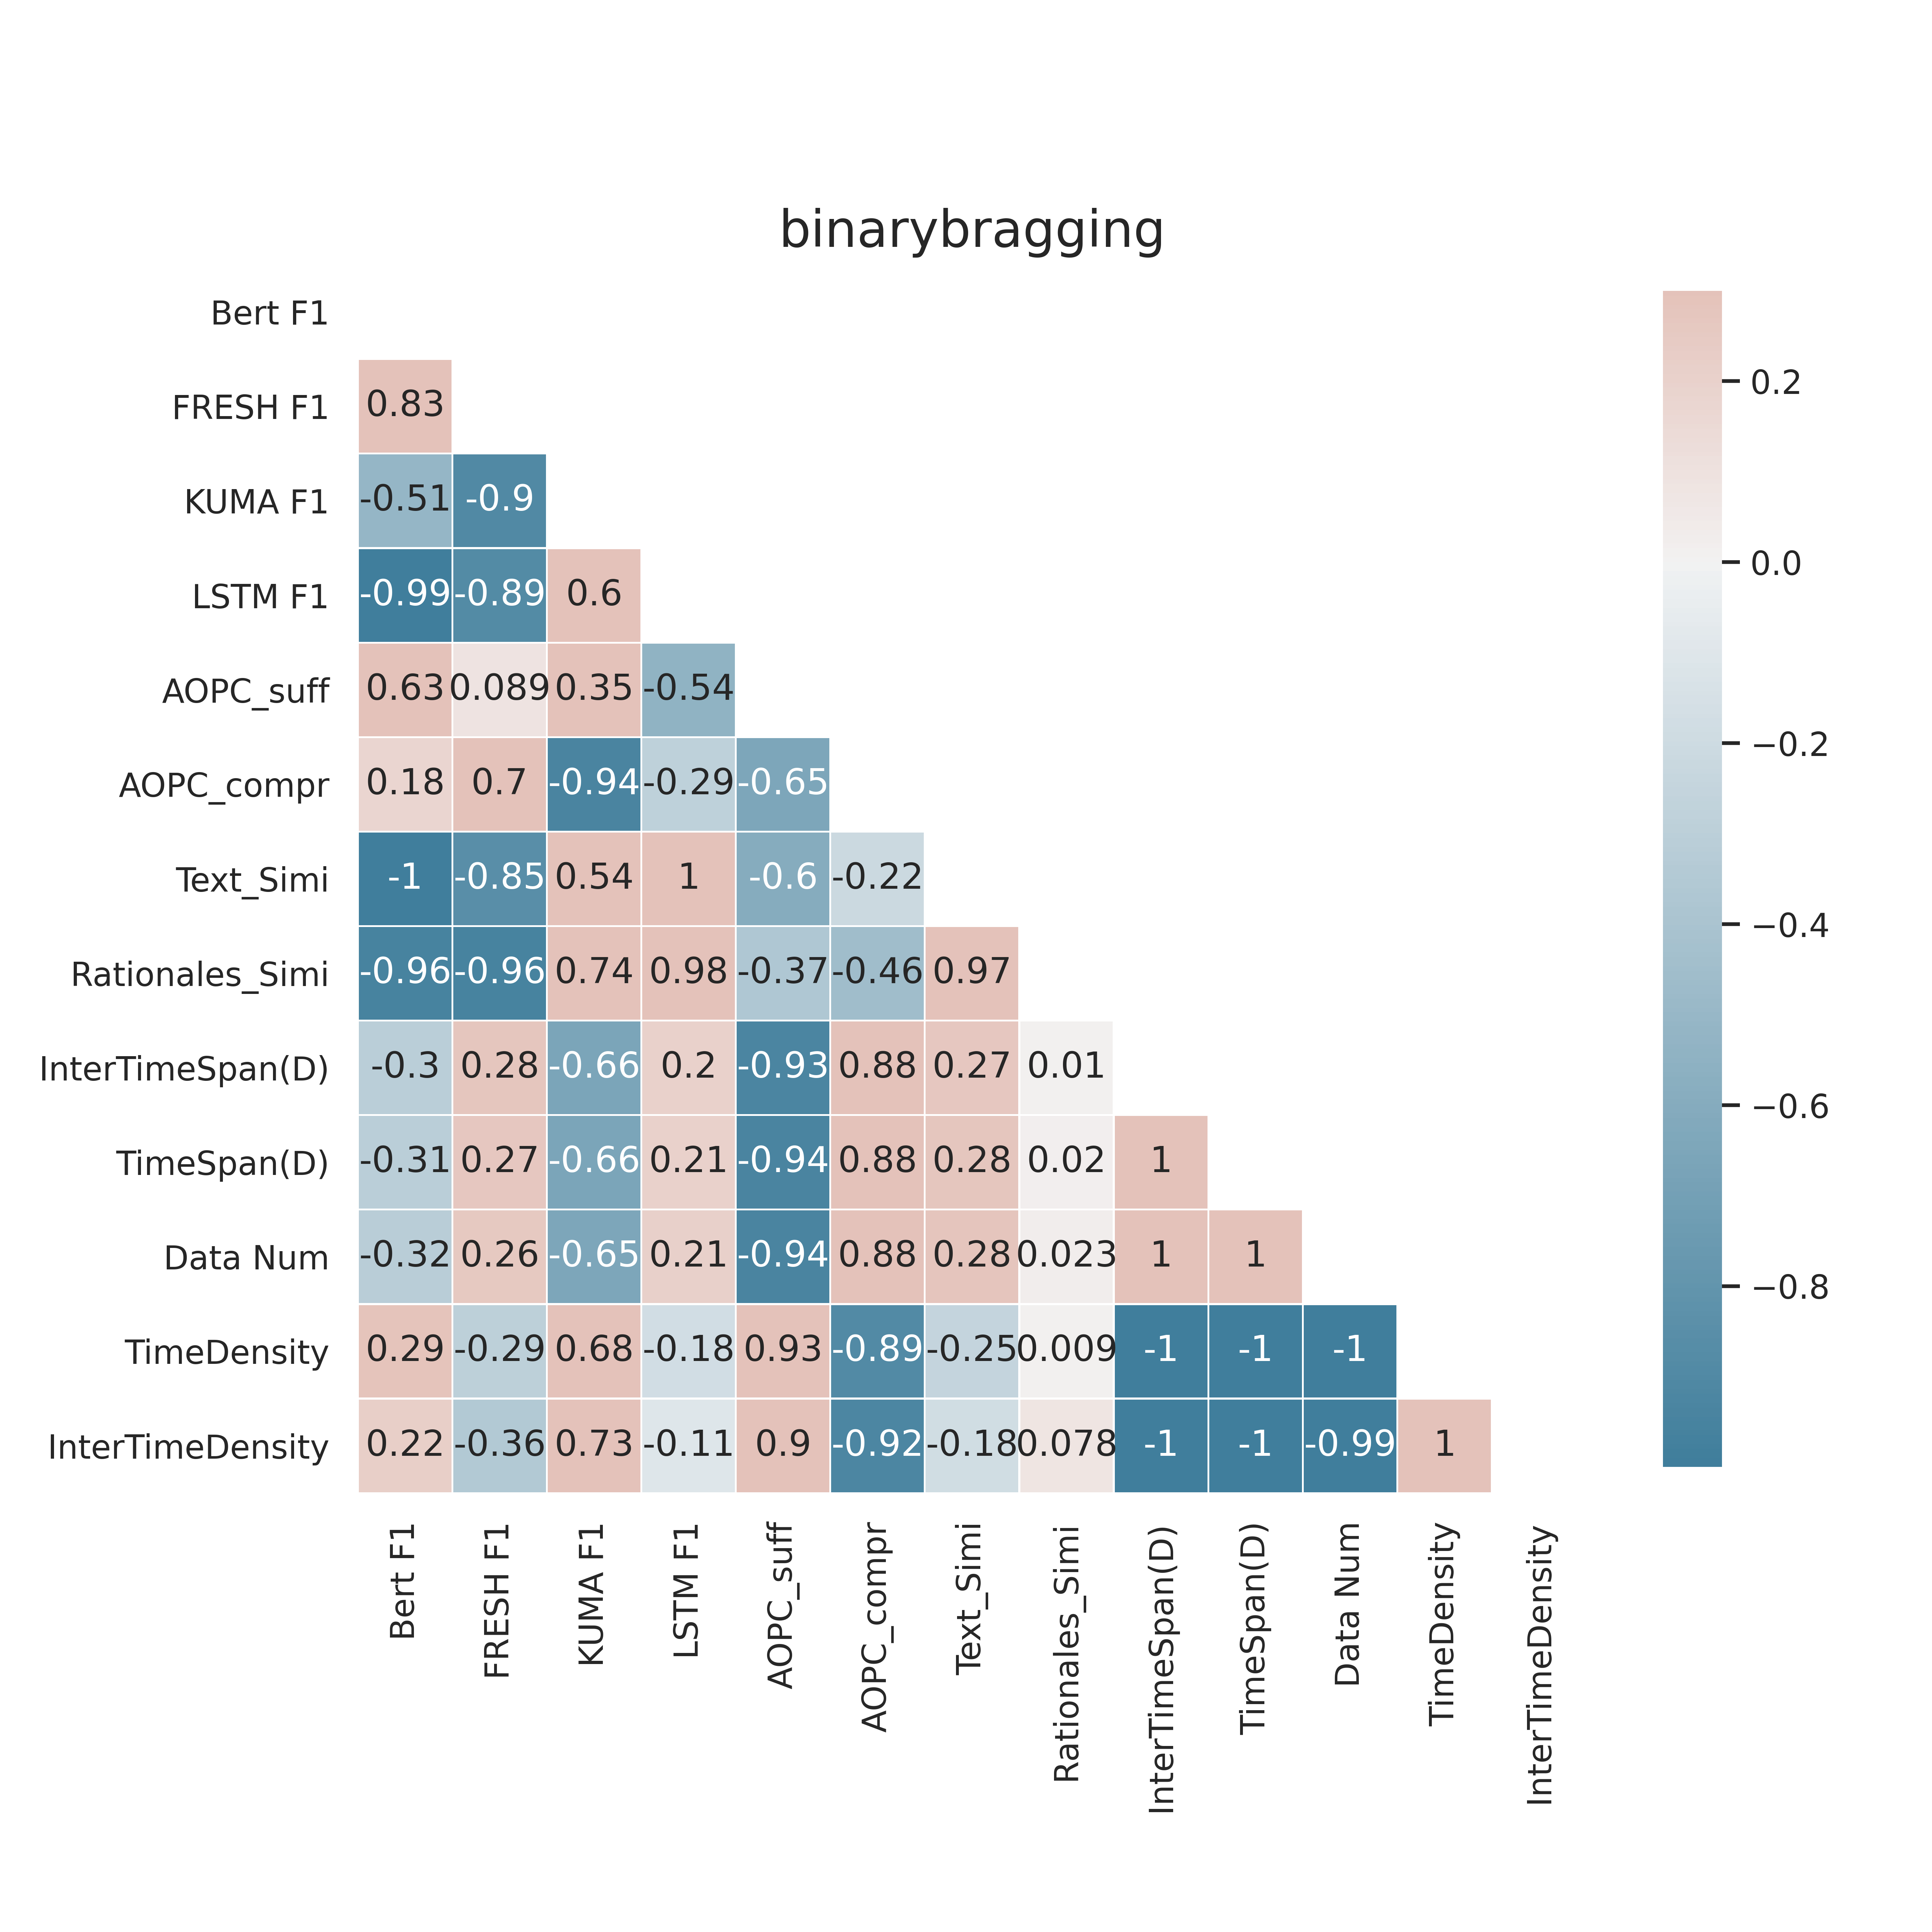 binarybragging
Bert F1
FRESH F1 0.83
KUMA F1 -0.51 -0.9
LSTM F1 -0.99 -0.89 0.6
AOPC_suff 0.63 0.089 0.35 -0.54
AOPC_compr 0.18 0.7 -0.94 -0.29 -0.65
Text_Simi -1 -0.85 0.54 1 -0.6 -0.22
Rationales_Simi -0.96 -0.96 0.74 0.98 -0.37 -0.46 0.97
InterTimeSpan(D) -0.3 0.28 -0.66 0.2 -0.93 0.88 0.27 0.01
TimeSpan(D) -0.31 0.27 -0.66 0.21 -0.94 0.88 0.28 0.02 1
Data Num -0.32 0.26 -0.65 0.21 -0.94 0.88 0.28 0.023 1 1
TimeDensity 0.29 -0.29 0.68 -0.18 0.93 -0.89 -0.25 0.009 -1 -1 -1
InterTimeDensity 0.22 -0.36 0.73 -0.11 0.9 -0.92 -0.18 0.078 -1 -1 -0.99 1
Bert F1
FRESH F1
KUMA F1
LSTM F1
AOPC_suff
AOPC_compr
Text_Simi
Rationales_Simi
InterTimeSpan(D)
TimeSpan(D)
Data Num
TimeDensity
InterTimeDensity
0.2
0.0
−0.2
−0.4
−0.6
−0.8